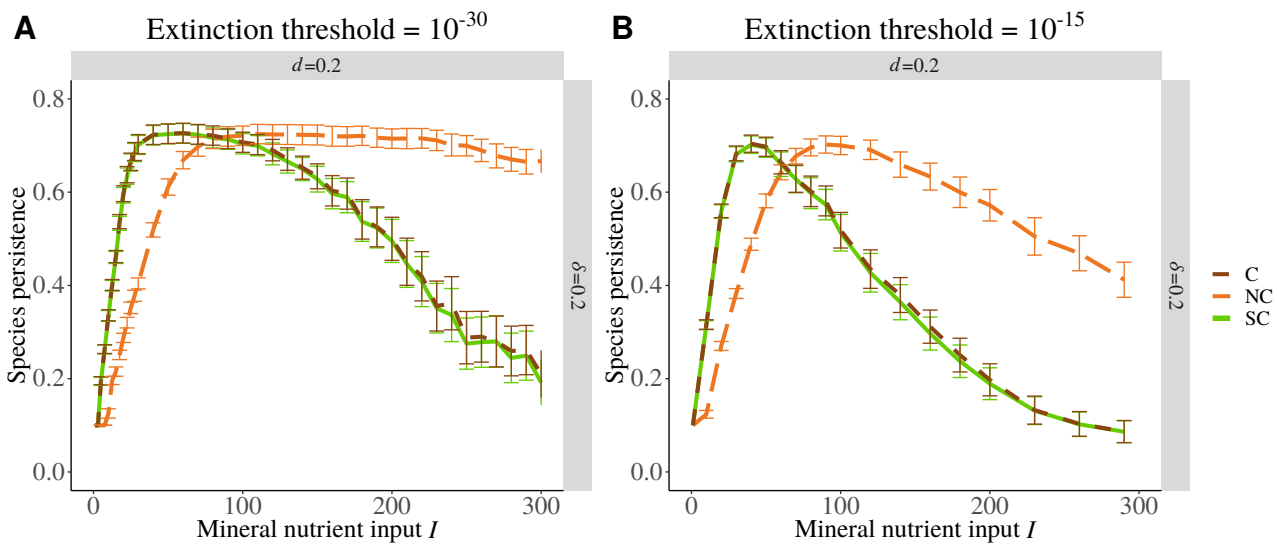 A
Extinction threshold = 10⁻³⁰
d=0.2
δ=0.2
Species persistence
0.8
0.6
0.4
0.2
0.0
0
100
200
300
Mineral nutrient input I
B
Extinction threshold = 10⁻¹⁵
d=0.2
δ=0.2
Species persistence
0.8
0.6
0.4
0.2
0.0
0
100
200
300
Mineral nutrient input I
C
NC
SC